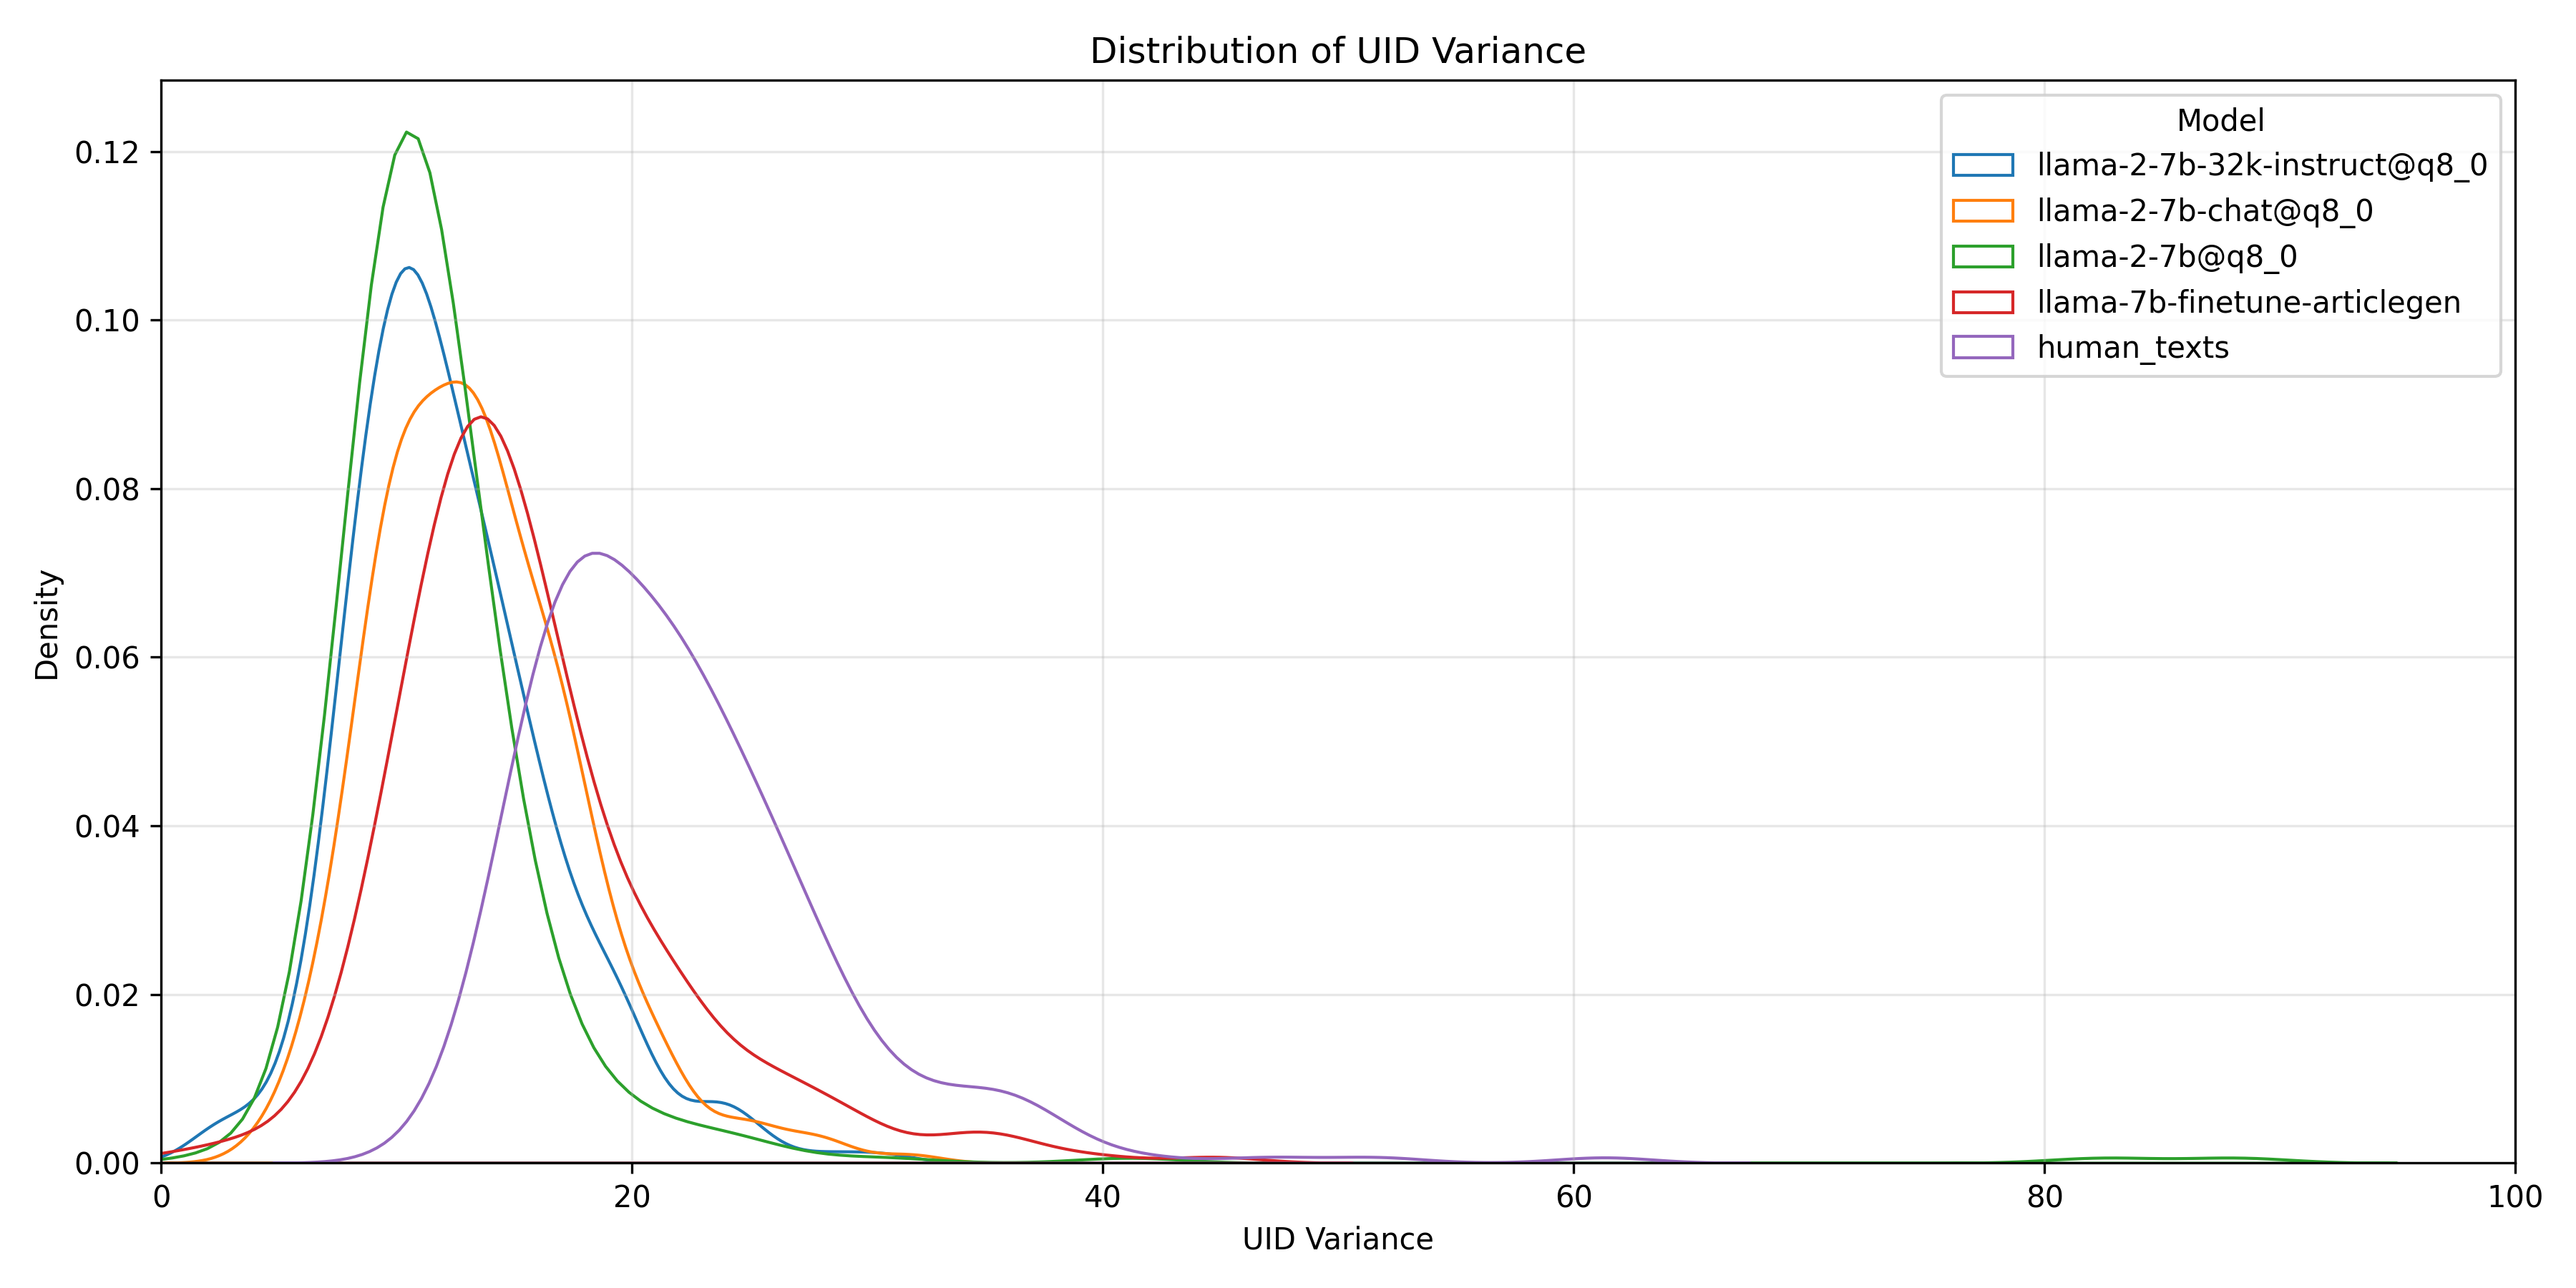 Distribution of UID Variance
Model
llama-2-7b-32k-instruct@q8_0
llama-2-7b-chat@q8_0
llama-2-7b@q8_0
llama-7b-finetune-articlegen
human_texts
Density
0.12
0.10
0.08
0.06
0.04
0.02
0.00
0 20 40 60 80 100
UID Variance